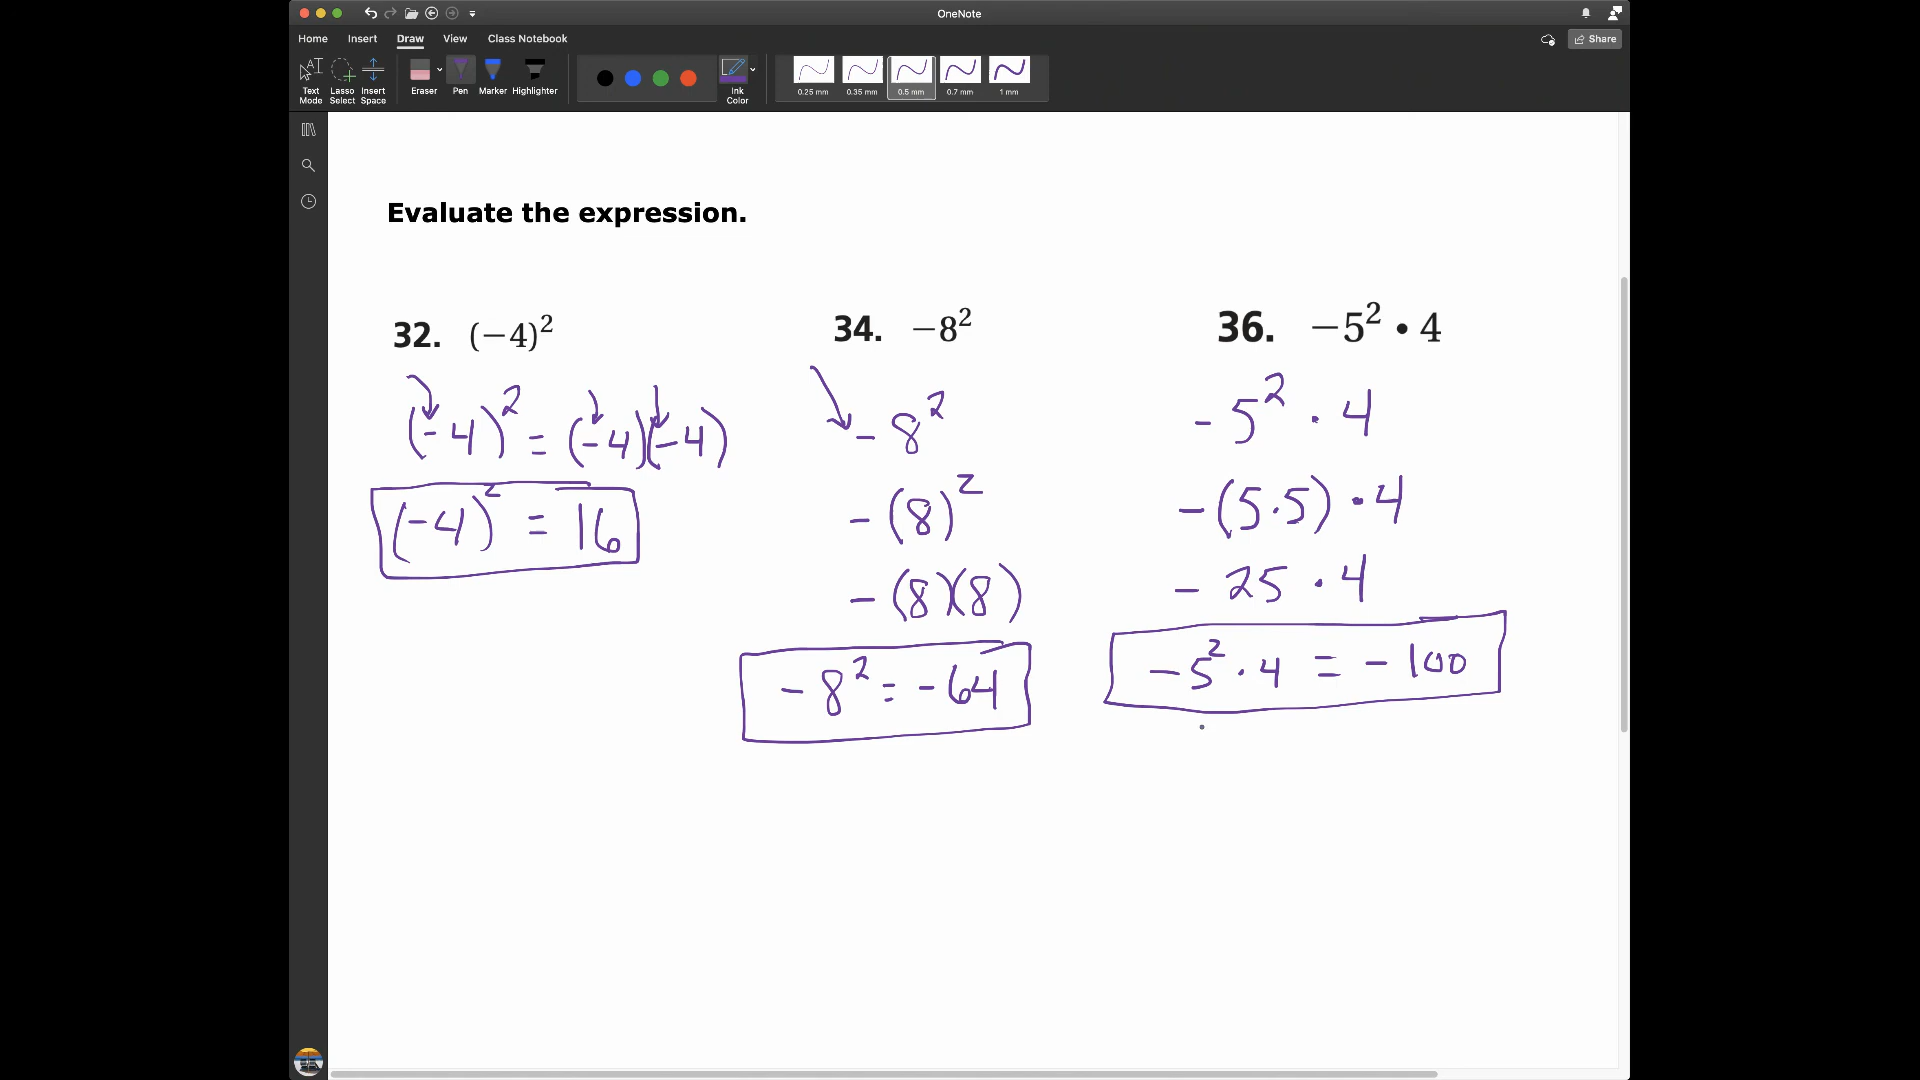 OneNote
Home Insert Draw View Class Notebook
Share
Text Mode
Lasso Select
Insert Space
Eraser
Pen
Marker
Highlighter
Ink Color
0.25 mm
0.35 mm
0.5 mm
0.7 mm
1 mm
Evaluate the expression.
32. (−4)²
(-4)² = (-4)(-4)
(-4)² = 16
34. −8²
- 8²
- (8)²
- (8)(8)
- 8² = - 64
36. −5² • 4
- 5² · 4
- (5·5) · 4
- 25 · 4
- 5² · 4 = - 100